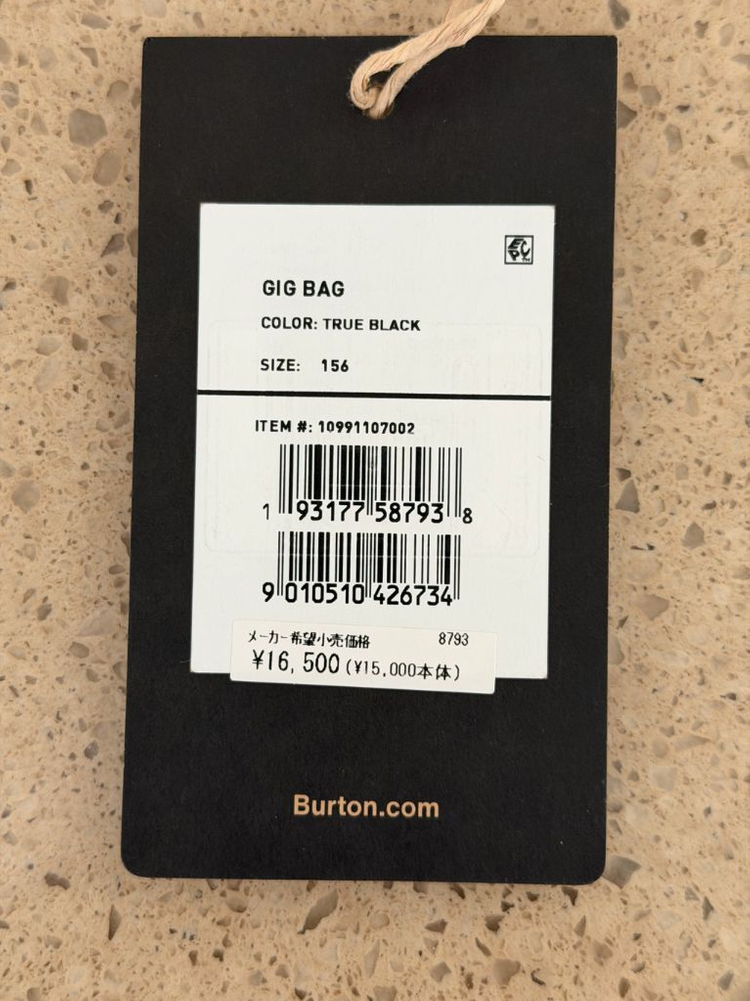 EPC
GIG BAG
COLOR: TRUE BLACK
SIZE: 156
ITEM #: 10991107002
1 93177 58793 8
9 010510 426734
メーカー希望小売価格 8793
¥16,500 (¥15,000本体)
Burton.com